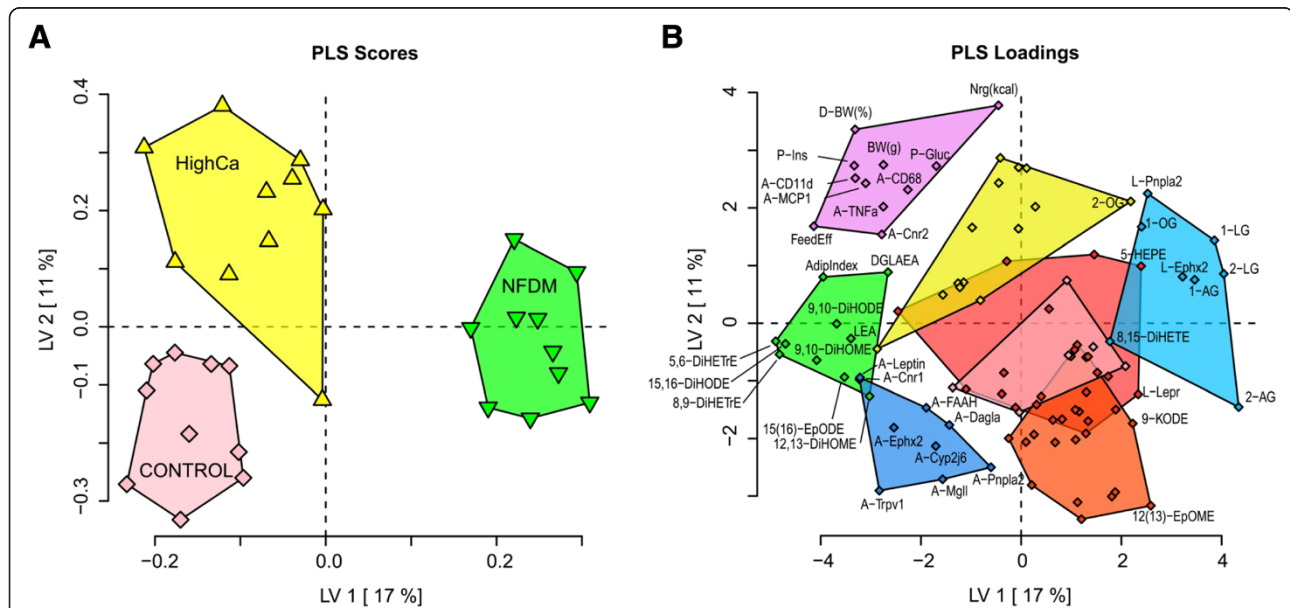 A
PLS Scores
0.4
0.2
0.0
−0.1
−0.3
LV 2 [ 11 %]
HighCa
NFDM
CONTROL
−0.2
0.0
0.2
LV 1 [ 17 %]
B
PLS Loadings
4
2
0
−2
LV 2 [ 11 %]
Nrg(kcal)
D−BW(%)
P−Ins
BW(g)
P−Gluc
A−CD11d
A−CD68
A−MCP1
A−TNFa
FeedEff
A−Cnr2
L−Pnpla2
2−OG
1−OG
1−LG
5−HEPE
L−Ephx2
2−LG
1−AG
AdipIndex
DGLAEA
9,10−DiHODE
LEA
8,15−DiHETE
5,6−DiHETrE
9,10−DiHOME
15,16−DiHODE
A−Leptin
A−Cnr1
8,9−DiHETrE
A−FAAH
L−Lepr
2−AG
A−Dagla
9−KODE
15(16)−EpODE
12,13−DiHOME
A−Ephx2
A−Cyp2j6
A−Pnpla2
A−Trpv1
A−Mgll
12(13)−EpOME
−4
−2
0
2
4
LV 1 [ 17 %]